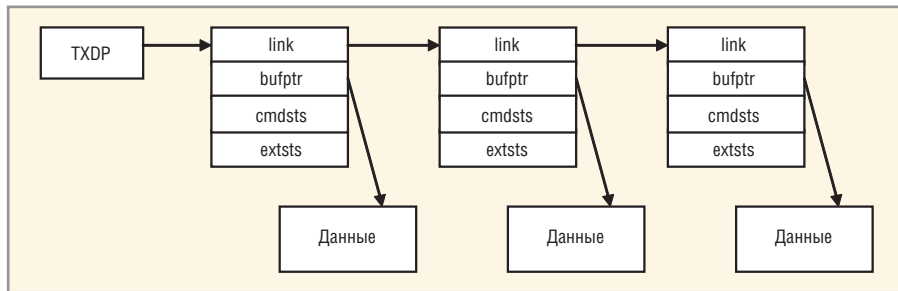 TXDP
link
bufptr
cmdsts
extsts
link
bufptr
cmdsts
extsts
link
bufptr
cmdsts
extsts
Данные
Данные
Данные